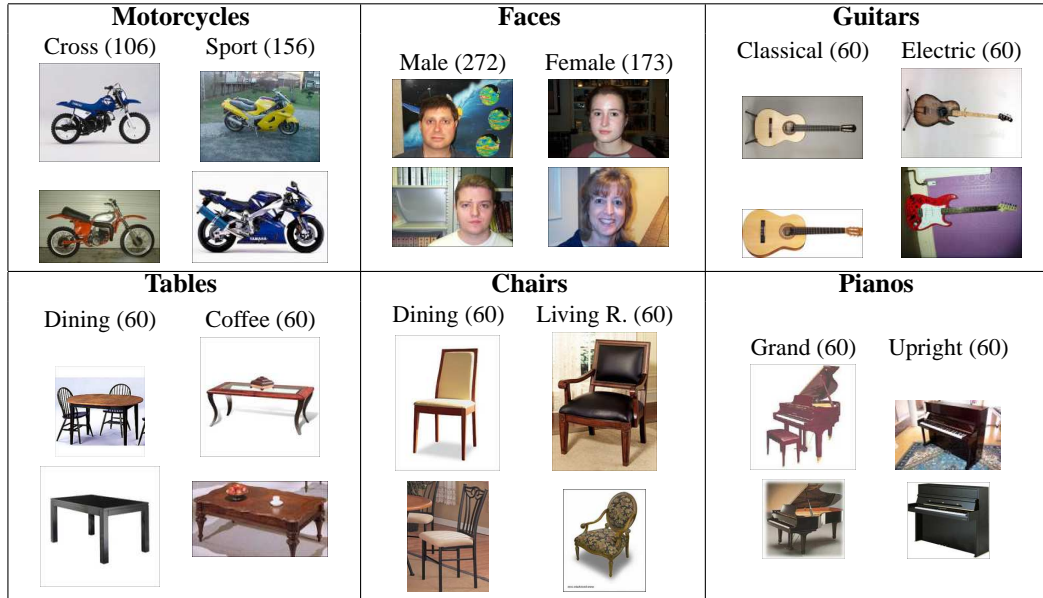 Motorcycles
Cross (106) Sport (156)
Faces
Male (272) Female (173)
Guitars
Classical (60) Electric (60)
Tables
Dining (60) Coffee (60)
Chairs
Dining (60) Living R. (60)
Pianos
Grand (60) Upright (60)
YAMAHA